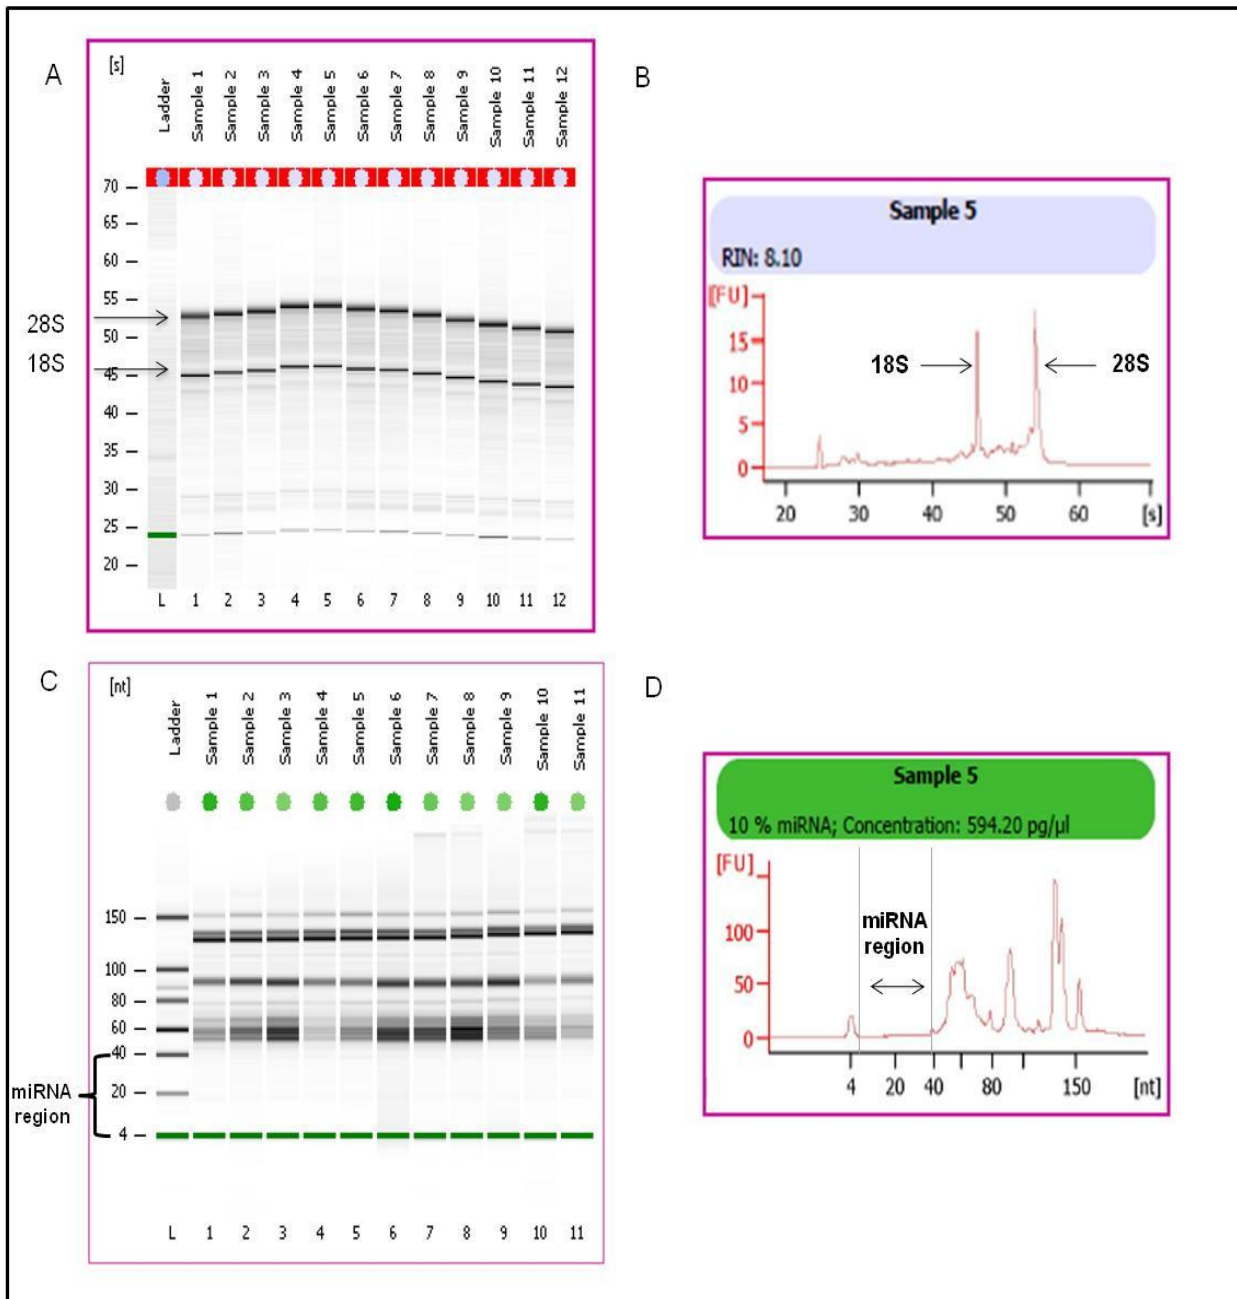 A
[s]
Ladder
Sample 1
Sample 2
Sample 3
Sample 4
Sample 5
Sample 6
Sample 7
Sample 8
Sample 9
Sample 10
Sample 11
Sample 12
70
65
60
55
50
45
40
35
30
25
20
28S
18S
L 1 2 3 4 5 6 7 8 9 10 11 12
B
Sample 5
RIN: 8.10
[FU]
15
10
5
0
18S
28S
20 30 40 50 60 [s]
C
[nt]
Ladder
Sample 1
Sample 2
Sample 3
Sample 4
Sample 5
Sample 6
Sample 7
Sample 8
Sample 9
Sample 10
Sample 11
150
100
80
60
40
20
4
miRNA
region
L 1 2 3 4 5 6 7 8 9 10 11
D
Sample 5
10 % miRNA; Concentration: 594.20 pg/µl
[FU]
100
50
0
miRNA
region
4 20 40 80 150 [nt]